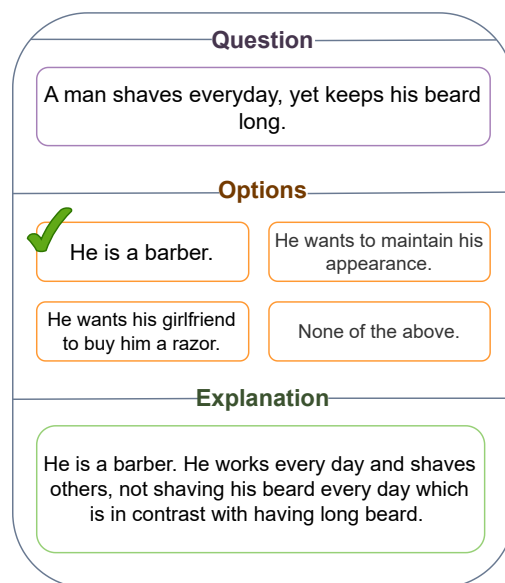 Question
A man shaves everyday, yet keeps his beard
long.
Options
He is a barber.
He wants to maintain his
appearance.
He wants his girlfriend
to buy him a razor.
None of the above.
Explanation
He is a barber. He works every day and shaves
others, not shaving his beard every day which
is in contrast with having long beard.